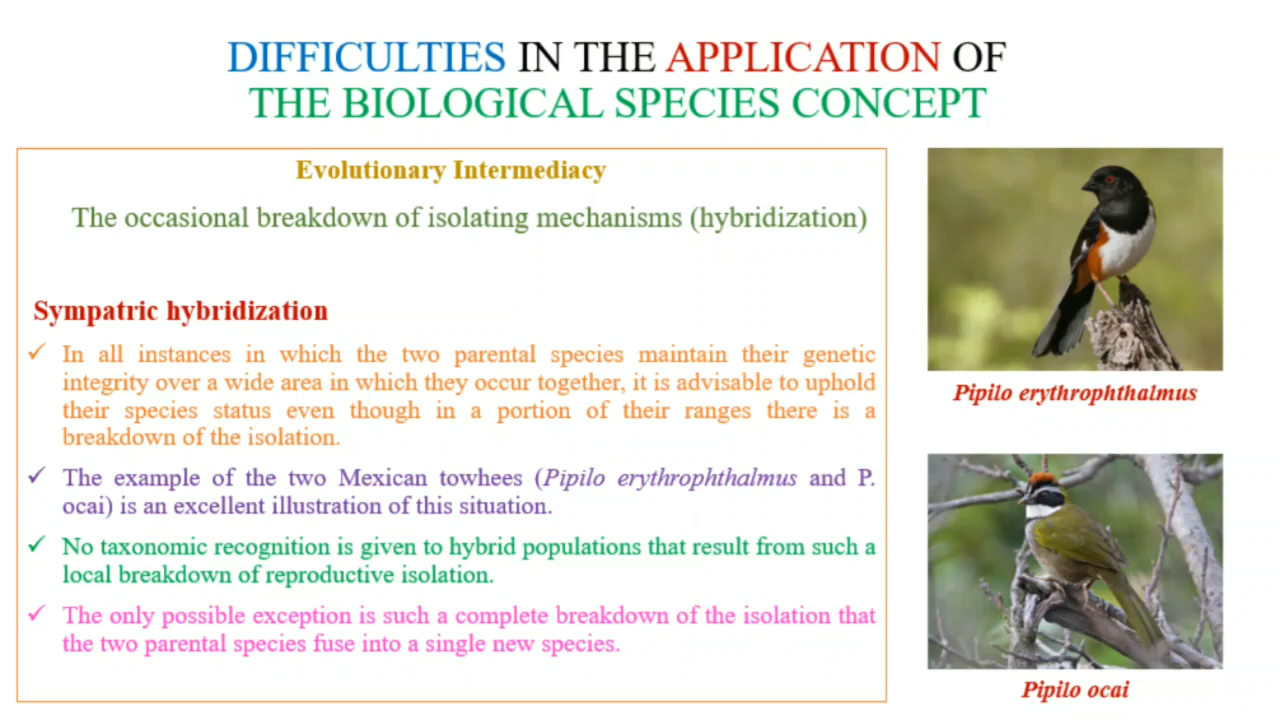 DIFFICULTIES IN THE APPLICATION OF
THE BIOLOGICAL SPECIES CONCEPT
Evolutionary Intermediacy
The occasional breakdown of isolating mechanisms (hybridization)
Sympatric hybridization
✓ In all instances in which the two parental species maintain their genetic
integrity over a wide area in which they occur together, it is advisable to uphold
their species status even though in a portion of their ranges there is a
breakdown of the isolation.
✓ The example of the two Mexican towhees (Pipilo erythrophthalmus and P.
ocai) is an excellent illustration of this situation.
✓ No taxonomic recognition is given to hybrid populations that result from such a
local breakdown of reproductive isolation.
✓ The only possible exception is such a complete breakdown of the isolation that
the two parental species fuse into a single new species.
Pipilo erythrophthalmus
Pipilo ocai